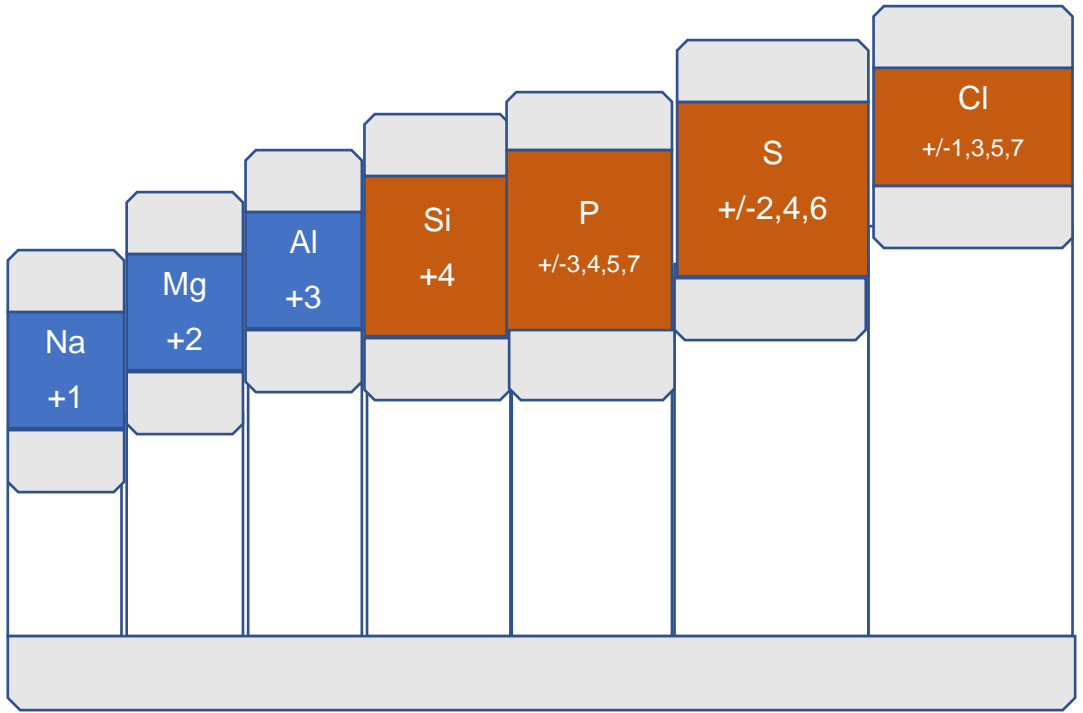 Na
+1
Mg
+2
Al
+3
Si
+4
P
+/-3,4,5,7
S
+/-2,4,6
Cl
+/-1,3,5,7